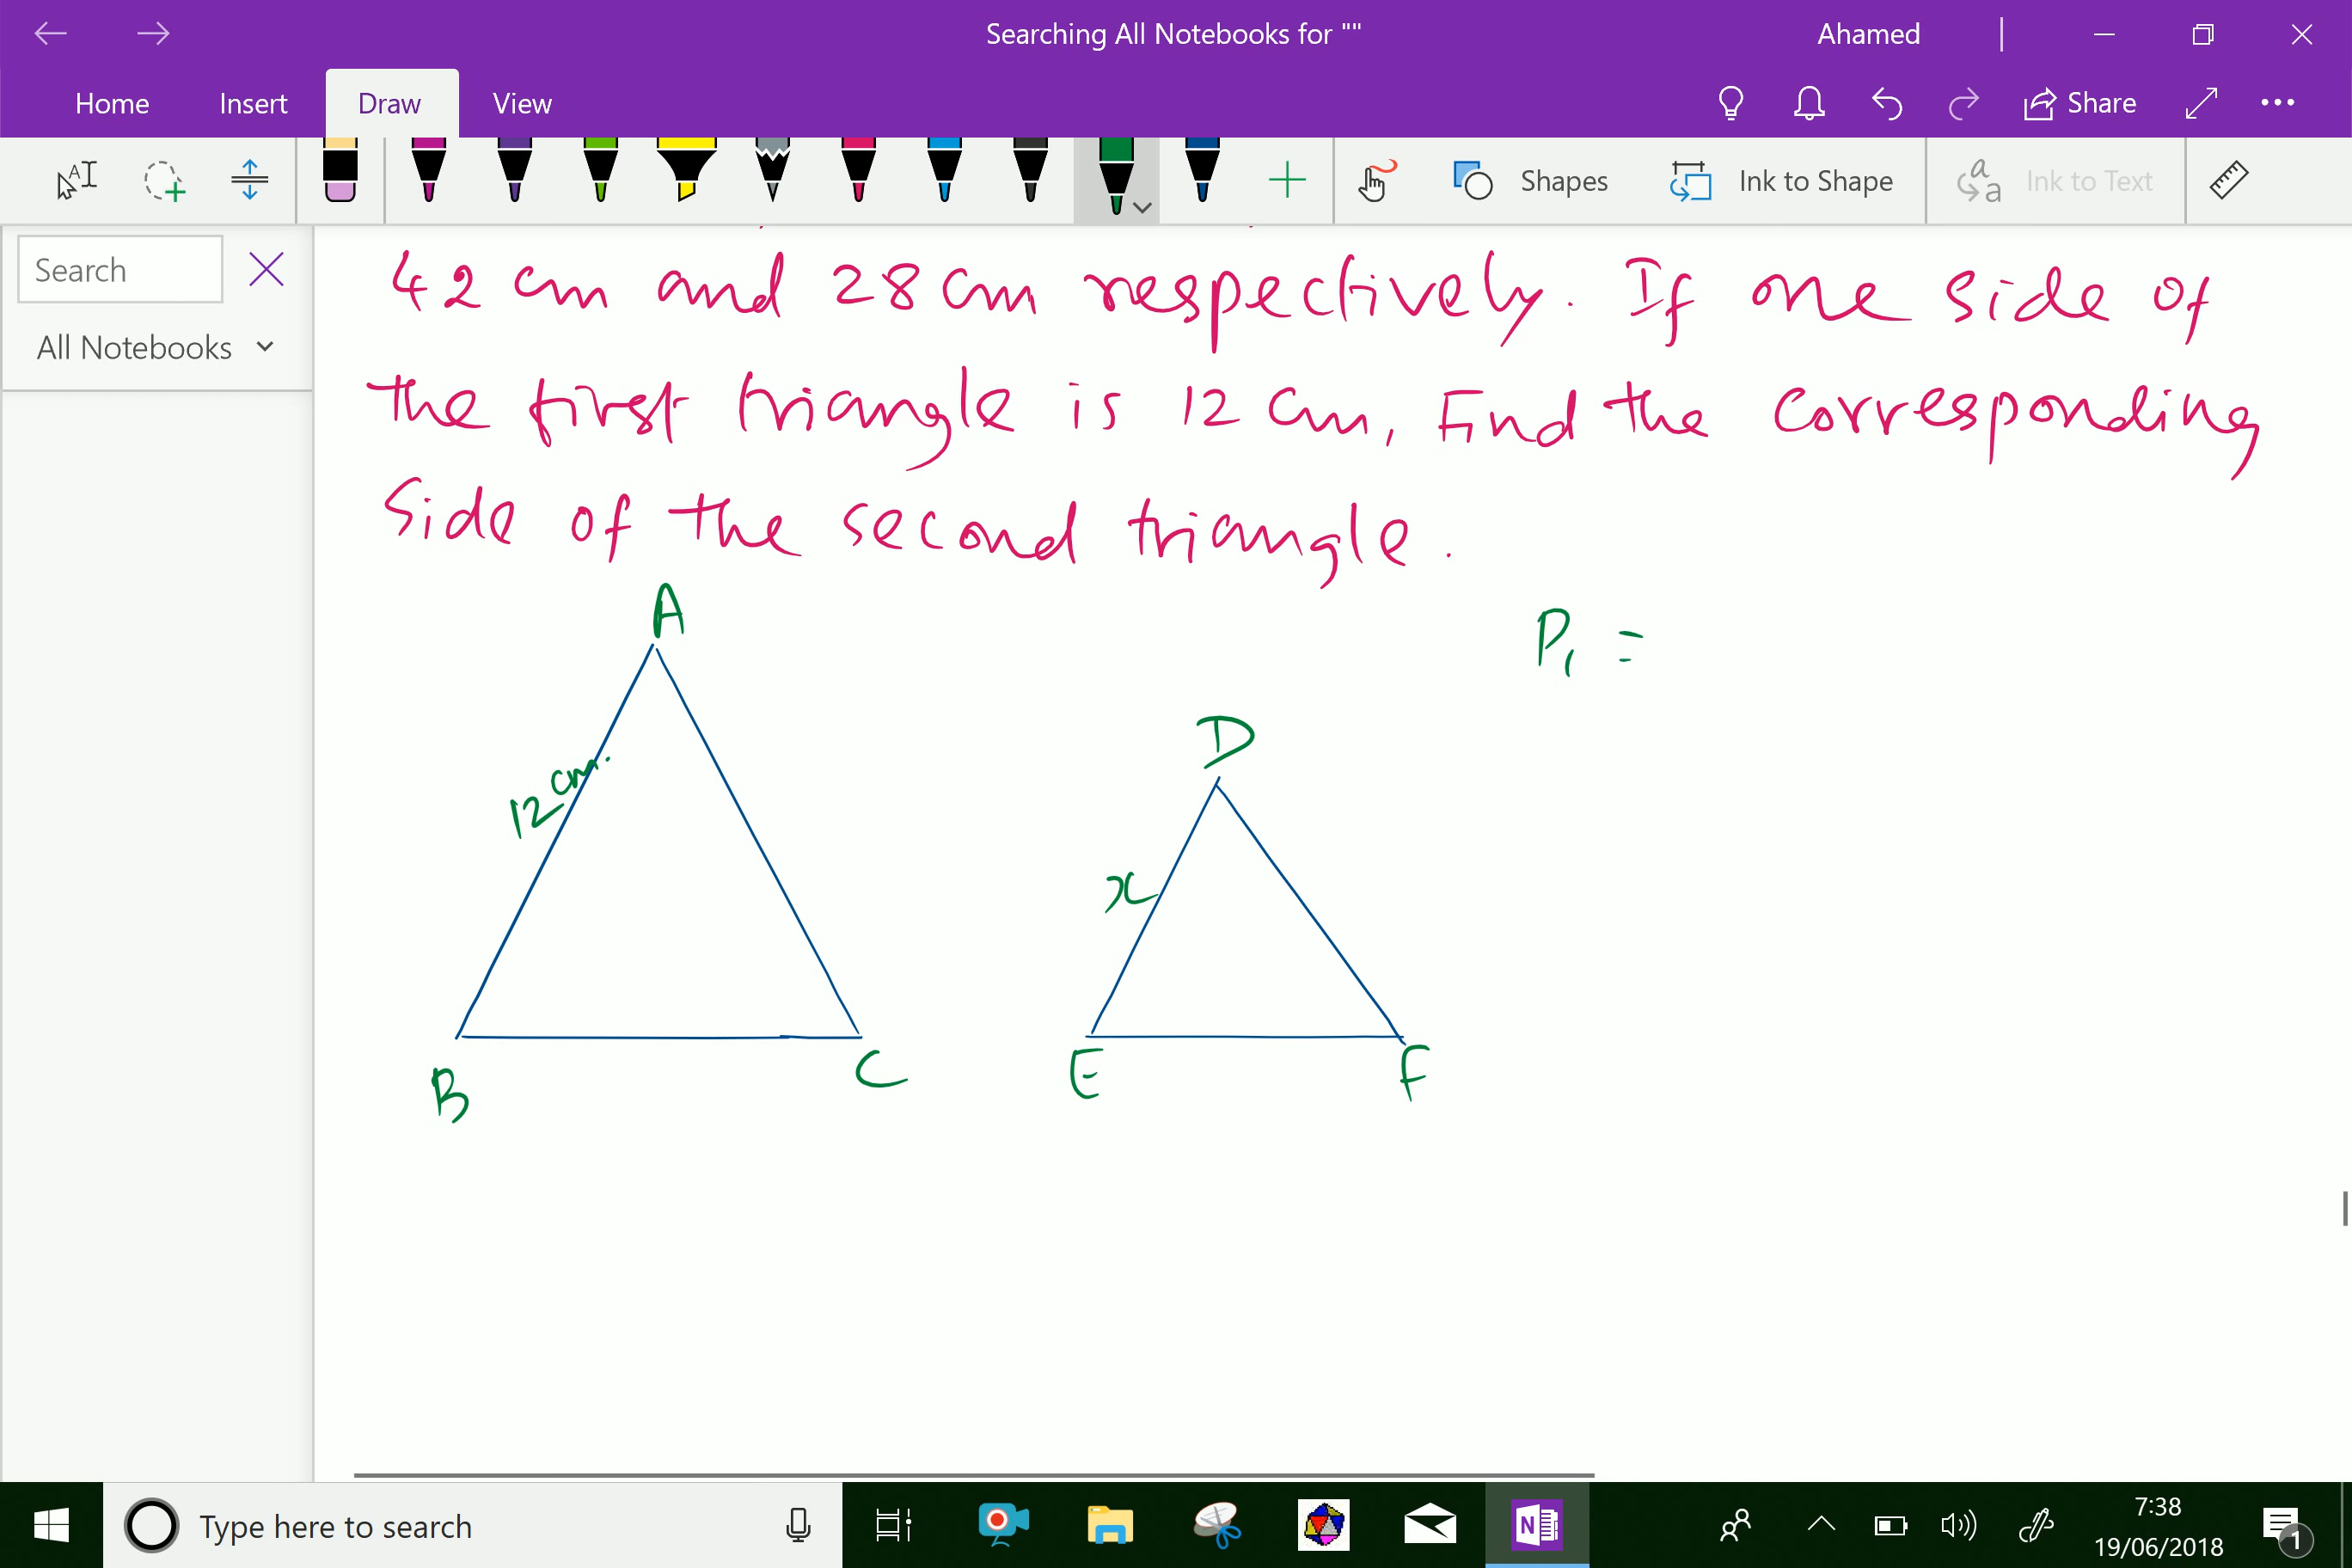 Searching All Notebooks for ""
Ahamed
Home Insert Draw View
Share
Shapes
Ink to Shape
Ink to Text
Search
All Notebooks
42 cm and 28 cm respectively. If one side of
the first triangle is 12 cm, Find the corresponding
Side of the second triangle.
A
P₁ =
D
12 cm.
x
B
C
E
F
Type here to search
N
7:38
19/06/2018
1